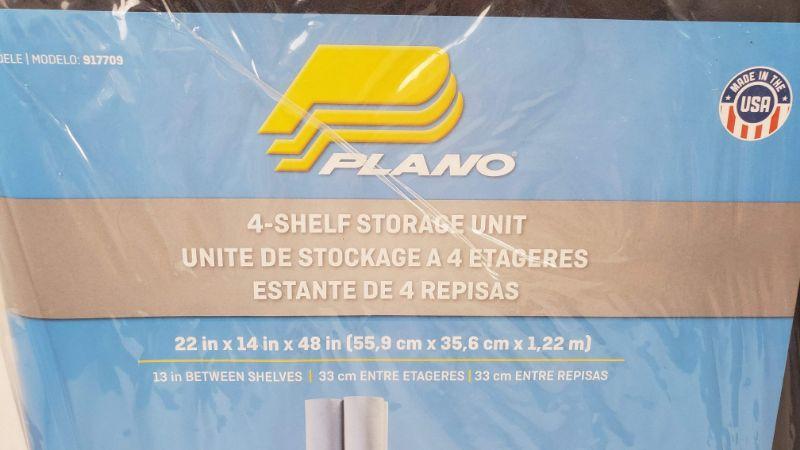 DELE | MODELO: 917709
PLANO®
MADE IN THE
USA
4-SHELF STORAGE UNIT
UNITE DE STOCKAGE A 4 ETAGERES
ESTANTE DE 4 REPISAS
22 in x 14 in x 48 in (55,9 cm x 35,6 cm x 1,22 m)
13 in BETWEEN SHELVES | 33 cm ENTRE ETAGERES | 33 cm ENTRE REPISAS